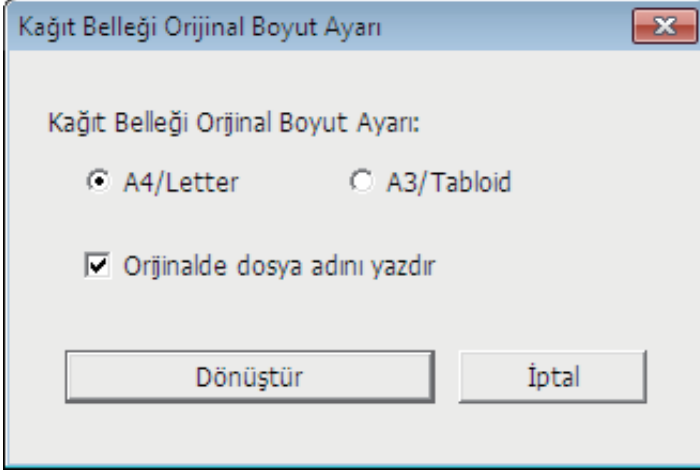 Kağıt Belleği Orijinal Boyut Ayarı
Kağıt Belleği Orijinal Boyut Ayarı:
A4/Letter A3/Tabloid
Orijinalde dosya adını yazdır
Dönüştür İptal